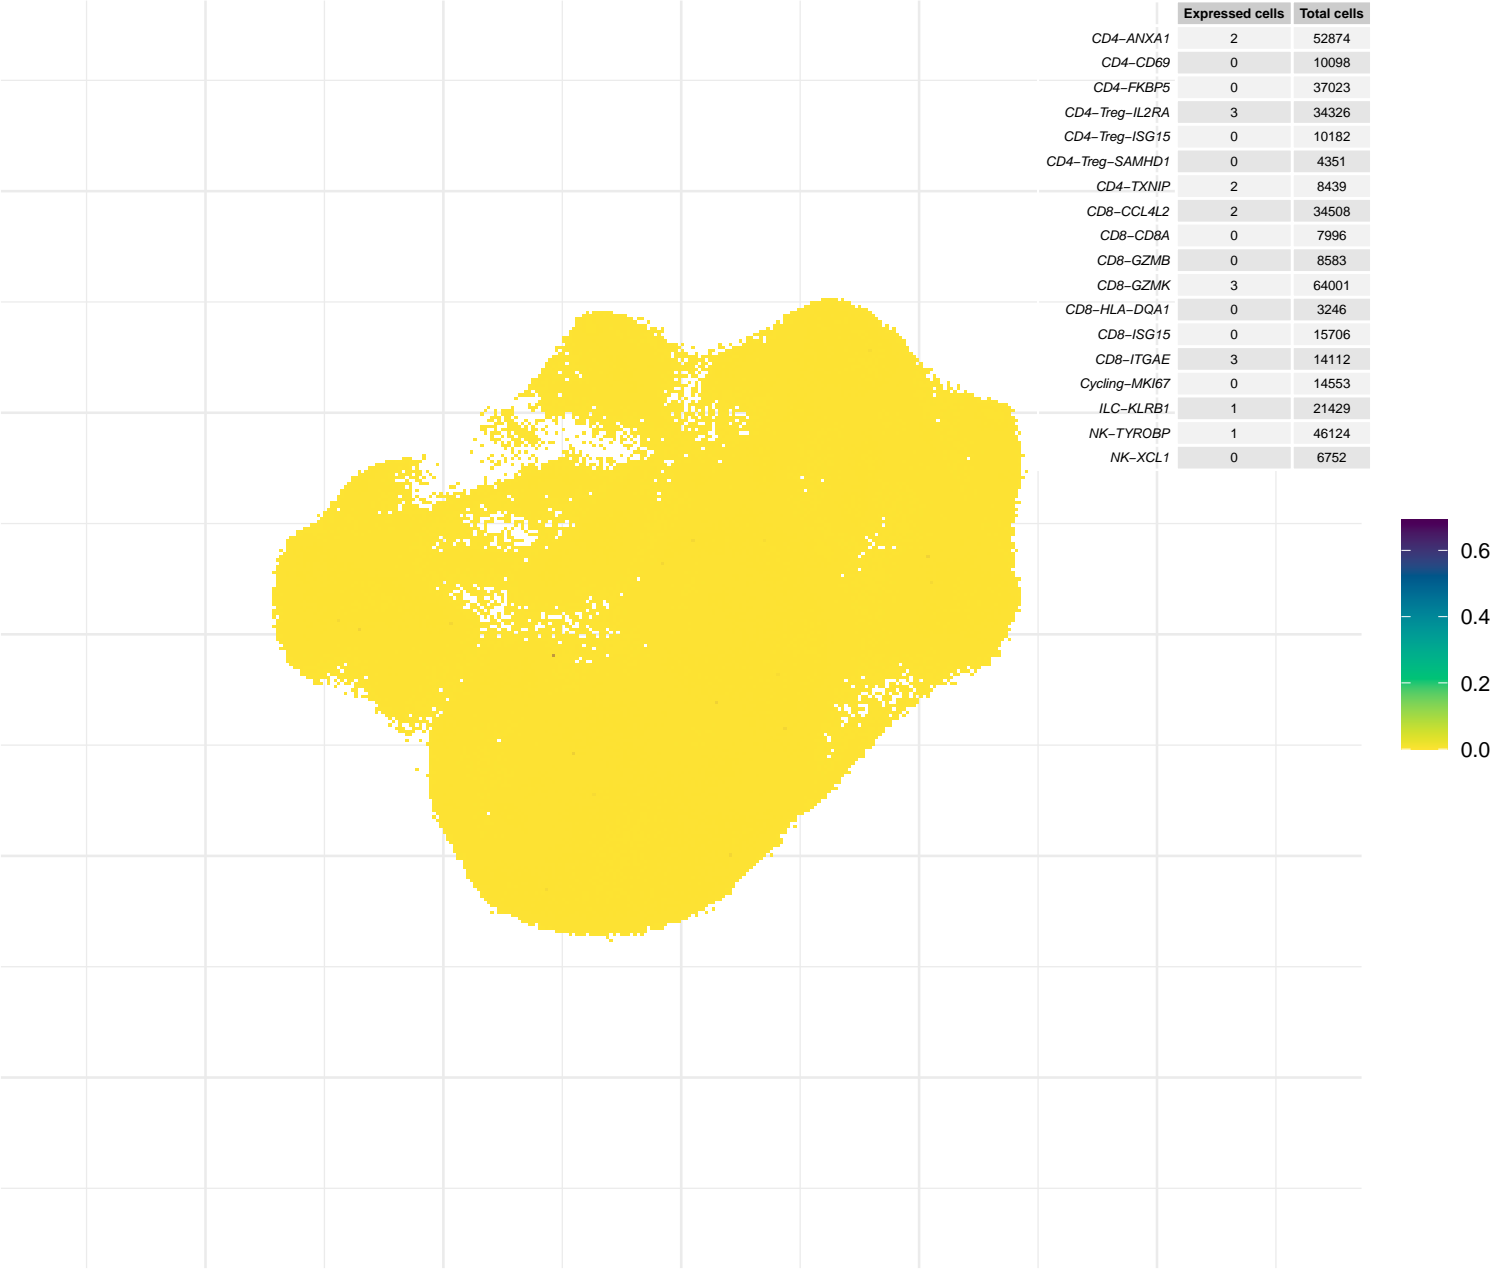 Expressed cells Total cells
CD4−ANXA1 2 52874
CD4−CD69 0 10098
CD4−FKBP5 0 37023
CD4−Treg−IL2RA 3 34326
CD4−Treg−ISG15 0 10182
CD4−Treg−SAMHD1 0 4351
CD4−TXNIP 2 8439
CD8−CCL4L2 2 34508
CD8−CD8A 0 7996
CD8−GZMB 0 8583
CD8−GZMK 3 64001
CD8−HLA−DQA1 0 3246
CD8−ISG15 0 15706
CD8−ITGAE 3 14112
Cycling−MKI67 0 14553
ILC−KLRB1 1 21429
NK−TYROBP 1 46124
NK−XCL1 0 6752
0.6
0.4
0.2
0.0